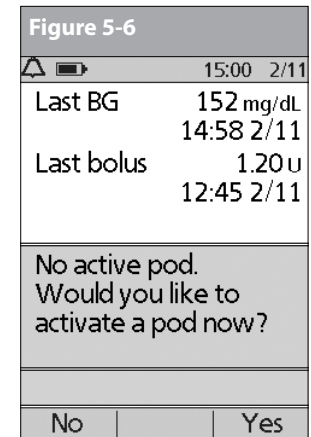 Figure 5-6
15:00 2/11
Last BG 152 mg/dL
14:58 2/11
Last bolus 1.20 U
12:45 2/11
No active pod.
Would you like to
activate a pod now?
No Yes